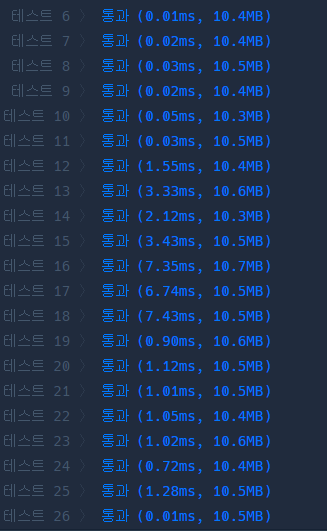 테스트 6 〉 통과 (0.01ms, 10.4MB)
테스트 7 〉 통과 (0.02ms, 10.4MB)
테스트 8 〉 통과 (0.03ms, 10.5MB)
테스트 9 〉 통과 (0.02ms, 10.4MB)
테스트 10 〉 통과 (0.05ms, 10.3MB)
테스트 11 〉 통과 (0.03ms, 10.5MB)
테스트 12 〉 통과 (1.55ms, 10.4MB)
테스트 13 〉 통과 (3.33ms, 10.6MB)
테스트 14 〉 통과 (2.12ms, 10.3MB)
테스트 15 〉 통과 (3.43ms, 10.5MB)
테스트 16 〉 통과 (7.35ms, 10.7MB)
테스트 17 〉 통과 (6.74ms, 10.5MB)
테스트 18 〉 통과 (7.43ms, 10.5MB)
테스트 19 〉 통과 (0.90ms, 10.6MB)
테스트 20 〉 통과 (1.12ms, 10.5MB)
테스트 21 〉 통과 (1.01ms, 10.5MB)
테스트 22 〉 통과 (1.05ms, 10.4MB)
테스트 23 〉 통과 (1.02ms, 10.6MB)
테스트 24 〉 통과 (0.72ms, 10.4MB)
테스트 25 〉 통과 (1.28ms, 10.5MB)
테스트 26 〉 통과 (0.01ms, 10.5MB)